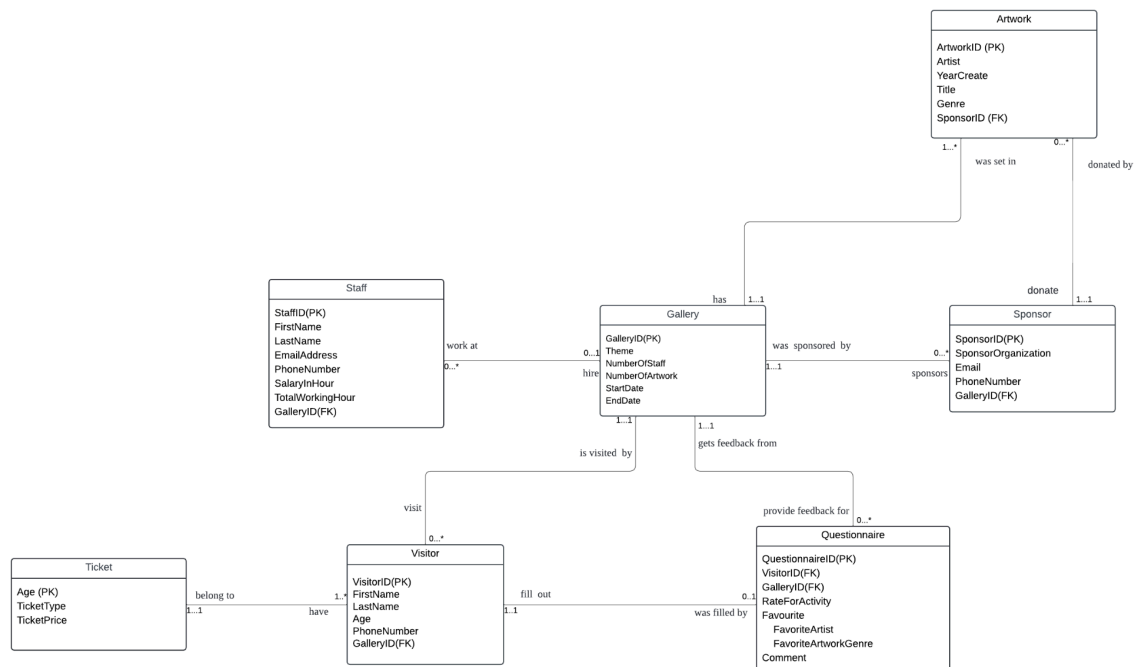 Artwork
ArtworkID (PK)
Artist
YearCreate
Title
Genre
SponsorID (FK)
1...*
0...*
was set in
donated by
has
1...1
donate
1...1
Staff
StaffID(PK)
FirstName
LastName
EmailAddress
PhoneNumber
SalaryInHour
TotalWorkingHour
GalleryID(FK)
work at
0...*
0...1
hire
Gallery
GalleryID(PK)
Theme
NumberOfStaff
NumberOfArtwork
StartDate
EndDate
was sponsored by
1...1
0...*
sponsors
Sponsor
SponsorID(PK)
SponsorOrganization
Email
PhoneNumber
GalleryID(FK)
1...1
1...1
is visited by
gets feedback from
visit
0...*
provide feedback for
0...*
Ticket
Age (PK)
TicketType
TicketPrice
belong to
1...1
1..*
have
Visitor
VisitorID(PK)
FirstName
LastName
Age
PhoneNumber
GalleryID(FK)
fill out
1..1
0..1
was filled by
Questionnaire
QuestionnaireID(PK)
VisitorID(FK)
GalleryID(FK)
RateForActivity
Favourite
FavoriteArtist
FavoriteArtworkGenre
Comment